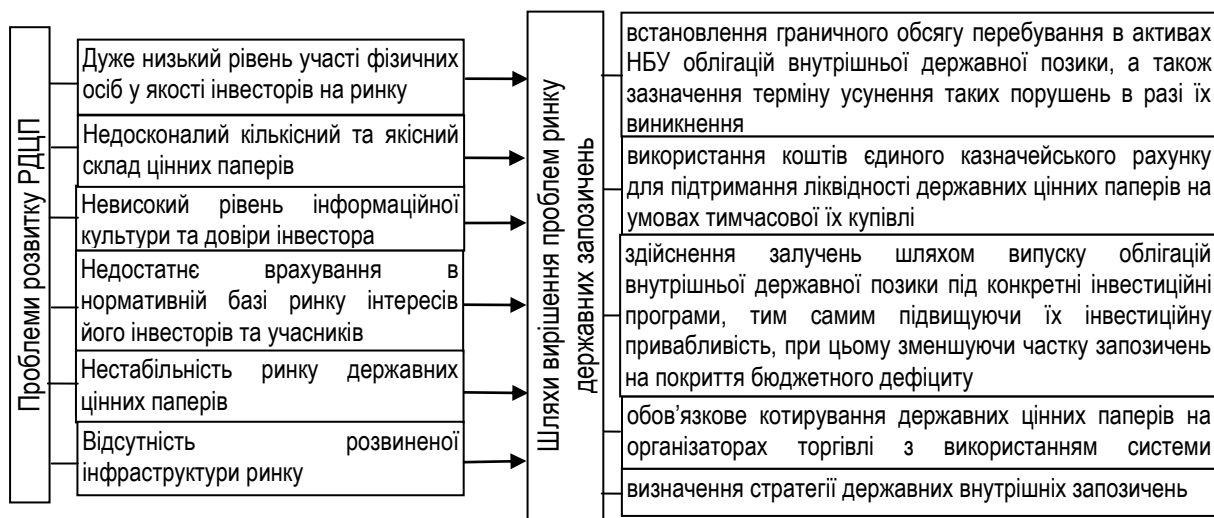 Проблеми розвитку РДЦП
Дуже низький рівень участі фізичних
осіб у якості інвесторів на ринку
Недосконалий кількісний та якісний
склад цінних паперів
Невисокий рівень інформаційної
культури та довіри інвестора
Недостатнє врахування в
нормативній базі ринку інтересів
його інвесторів та учасників
Нестабільність ринку державних
цінних паперів
Відсутність розвиненої
інфраструктури ринку
Шляхи вирішення проблем ринку
державних запозичень
встановлення граничного обсягу перебування в активах
НБУ облігацій внутрішньої державної позики, а також
зазначення терміну усунення таких порушень в разі їх
виникнення
використання коштів єдиного казначейського рахунку
для підтримання ліквідності державних цінних паперів на
умовах тимчасової їх купівлі
здійснення залучень шляхом випуску облігацій
внутрішньої державної позики під конкретні інвестиційні
програми, тим самим підвищуючи їх інвестиційну
привабливість, при цьому зменшуючи частку запозичень
на покриття бюджетного дефіциту
обов’язкове котирування державних цінних паперів на
організаторах торгівлі з використанням системи
визначення стратегії державних внутрішніх запозичень